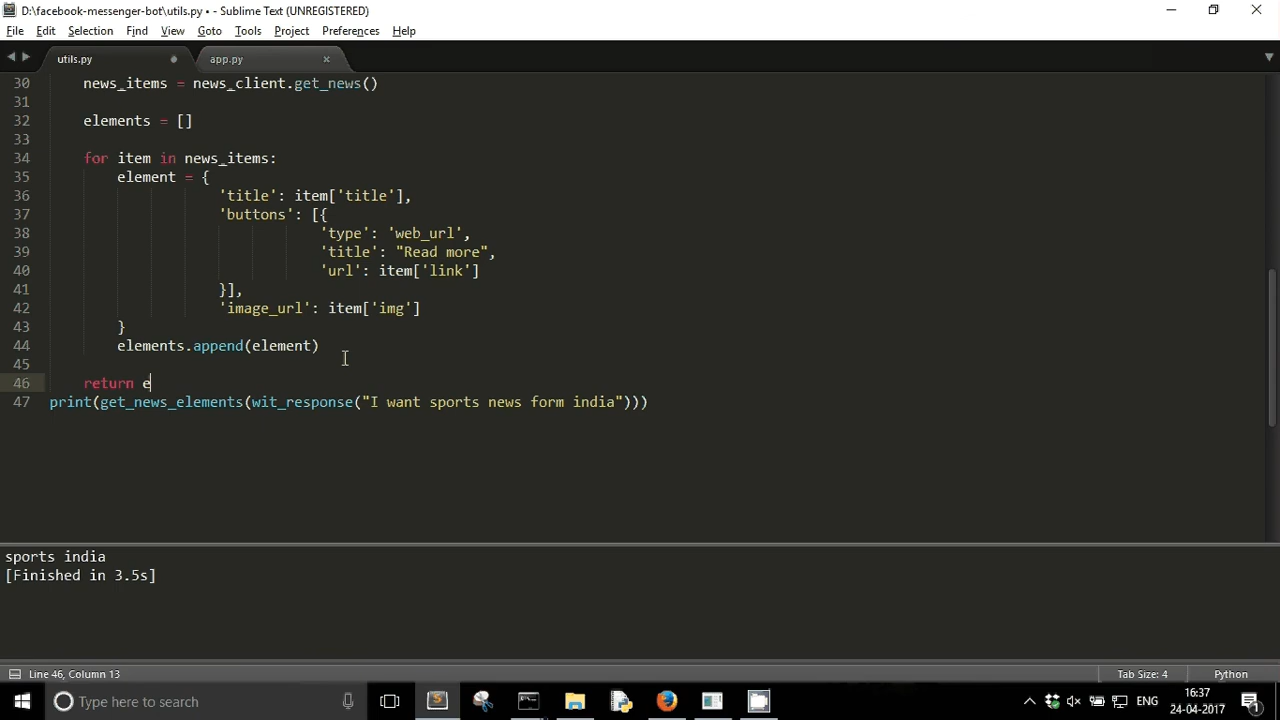 D:\facebook-messenger-bot\utils.py • - Sublime Text (UNREGISTERED)
File Edit Selection Find View Goto Tools Project Preferences Help
utils.py app.py
30 news_items = news_client.get_news()
31
32 elements = []
33
34 for item in news_items:
35 element = {
36 'title': item['title'],
37 'buttons': [{
38 'type': 'web_url',
39 'title': "Read more",
40 'url': item['link']
41 }],
42 'image_url': item['img']
43 }
44 elements.append(element)
45
46 return e
47 print(get_news_elements(wit_response("I want sports news form india")))
sports india
[Finished in 3.5s]
Line 46, Column 13 Tab Size: 4 Python
Type here to search
ENG
16:37
24-04-2017